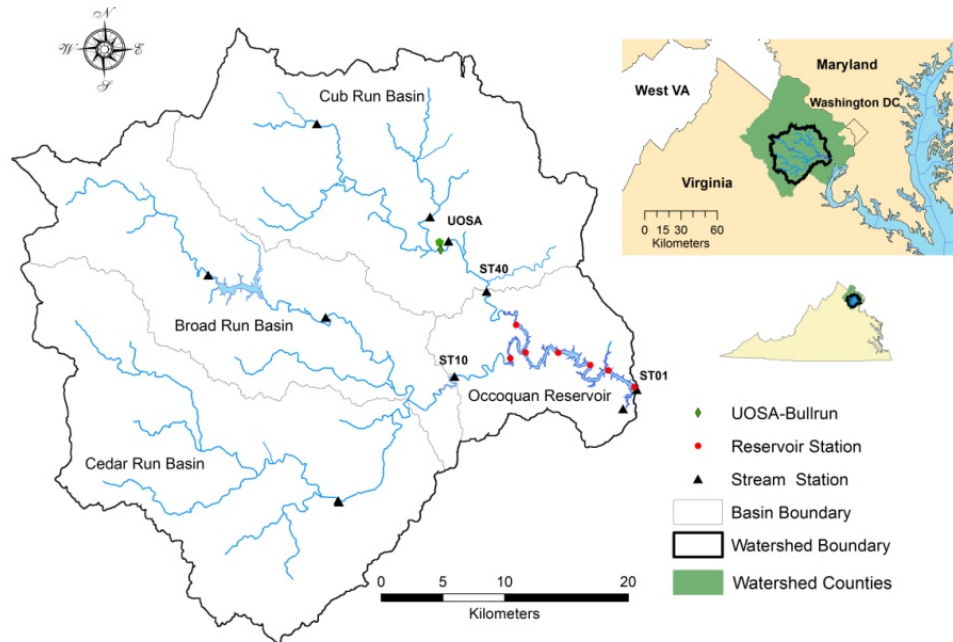 N
W E
S
Cub Run Basin
UOSA
ST40
Broad Run Basin
ST10
ST01
Occoquan Reservoir
Cedar Run Basin
0 5 10 20
Kilometers
Maryland
West VA
Washington DC
Virginia
0 15 30 60
Kilometers
UOSA-Bullrun
Reservoir Station
Stream Station
Basin Boundary
Watershed Boundary
Watershed Counties